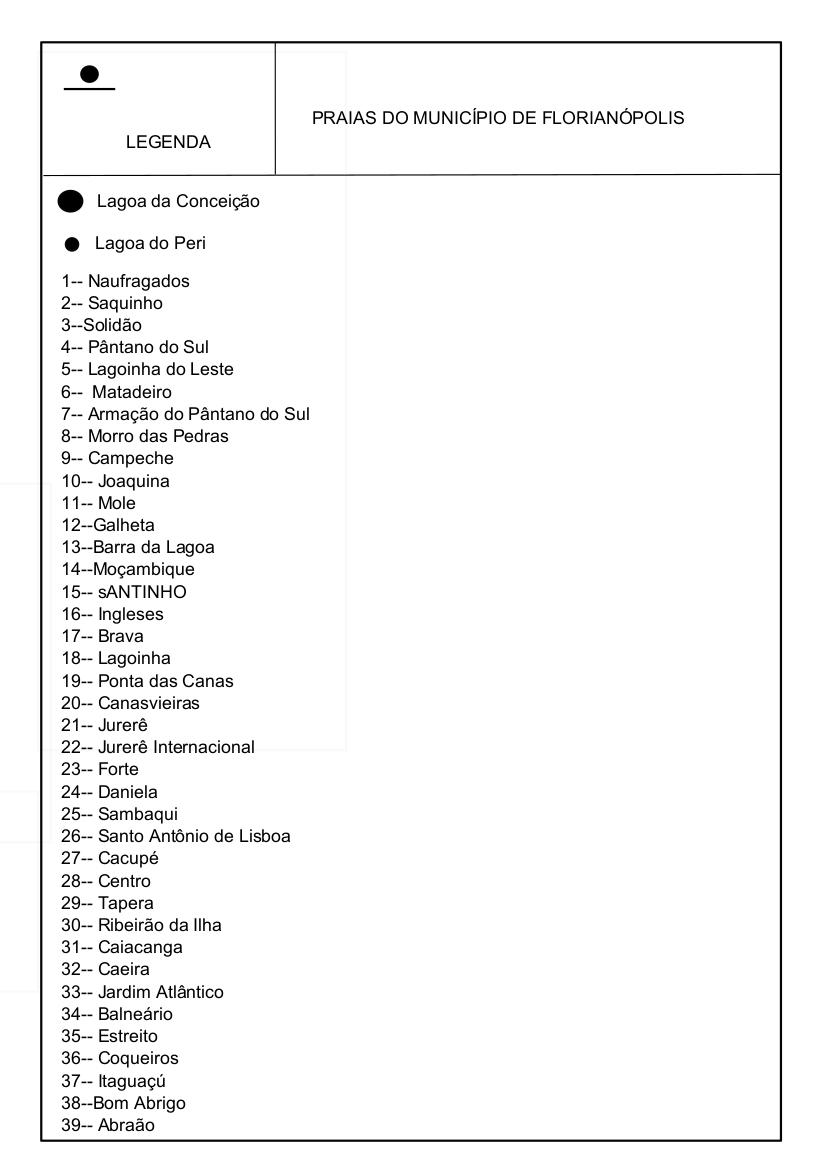 LEGENDA
PRAIAS DO MUNICÍPIO DE FLORIANÓPOLIS
Lagoa da Conceição
Lagoa do Peri
1-- Naufragados
2-- Saquinho
3--Solidão
4-- Pântano do Sul
5-- Lagoinha do Leste
6--  Matadeiro
7-- Armação do Pântano do Sul
8-- Morro das Pedras
9-- Campeche
10-- Joaquina
11-- Mole
12--Galheta
13--Barra da Lagoa
14--Moçambique
15-- sANTINHO
16-- Ingleses
17-- Brava
18-- Lagoinha
19-- Ponta das Canas
20-- Canasvieiras
21-- Jurerê
22-- Jurerê Internacional
23-- Forte
24-- Daniela
25-- Sambaqui
26-- Santo Antônio de Lisboa
27-- Cacupé
28-- Centro
29-- Tapera
30-- Ribeirão da Ilha
31-- Caiacanga
32-- Caeira
33-- Jardim Atlântico
34-- Balneário
35-- Estreito
36-- Coqueiros
37-- Itaguaçú
38--Bom Abrigo
39-- Abraão